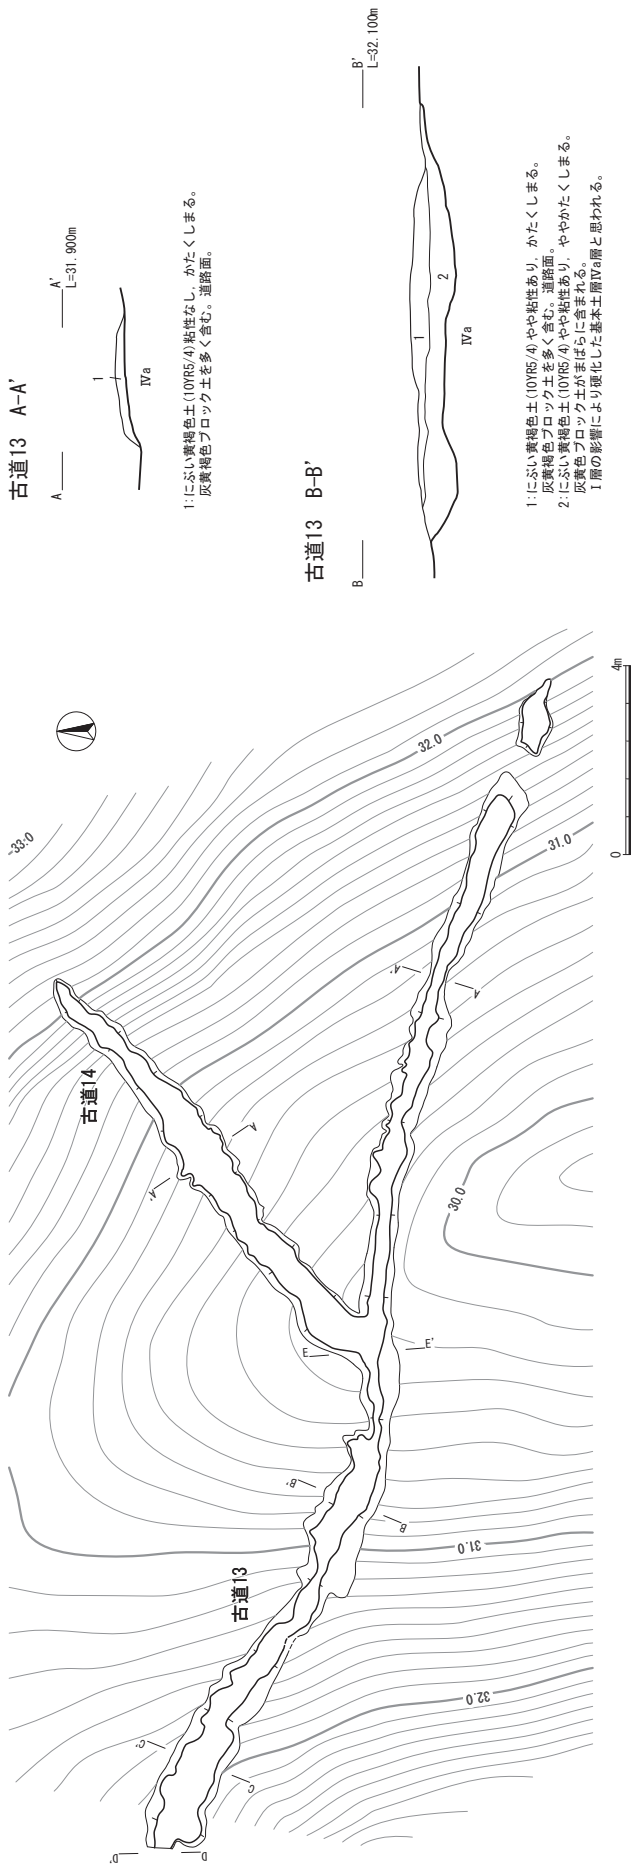 古道13 A-A'
A
A'
L=31.900m
1
Ⅳa
1:にぶい黄褐色土(10YR5/4)粘性なし，かたくしまる。
灰黄褐色ブロック土を多く含む。道路面。
古道13 B-B'
B
B'
L=32.100m
1
2
Ⅳa
1:にぶい黄褐色土(10YR5/4)やや粘性あり，かたくしまる。
灰黄褐色ブロック土を多く含む。道路面。
2:にぶい黄褐色土(10YR5/4)やや粘性あり，ややかたくしまる。
灰黄色ブロック土がまばらに含まれる。
Ⅰ層の影響により硬化した基本土層Ⅳa層と思われる。
33.0
32.0
31.0
古道14
A'
A
A'
A
30.0
E
E'
B'
B
31.0
古道13
32.0
C'
C
D'
D
0
4m